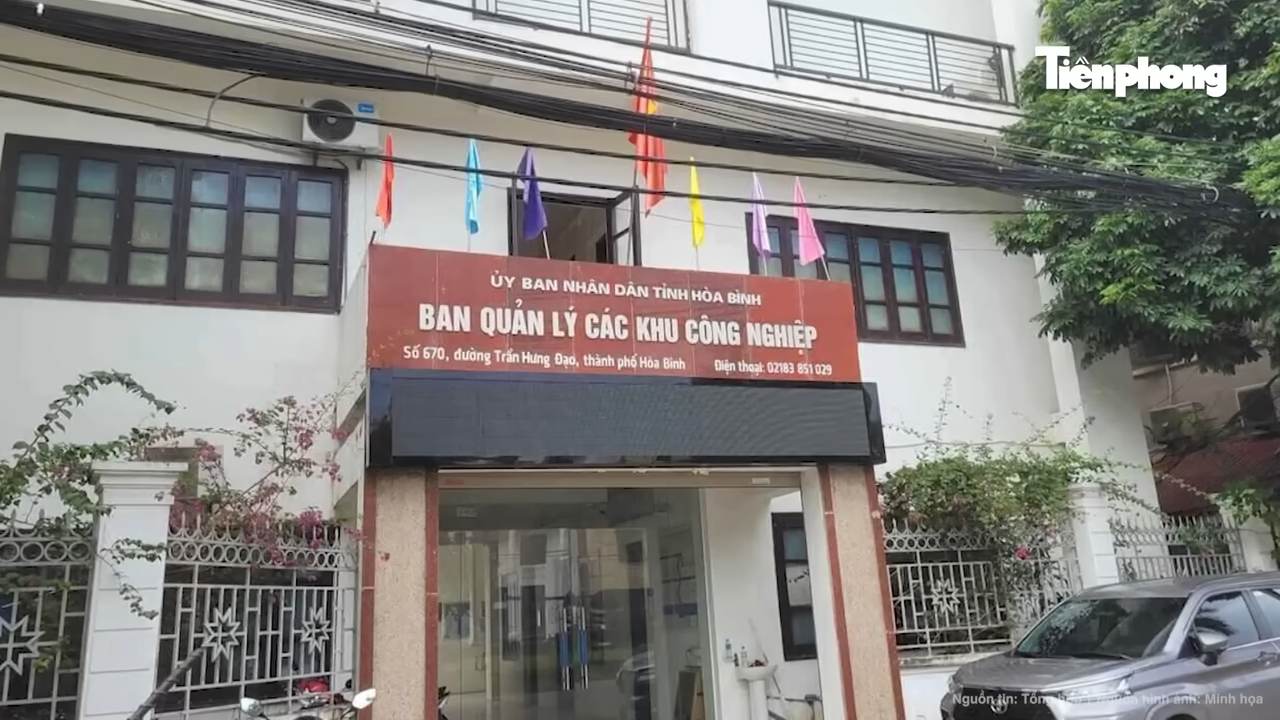 Tiềnphong
ỦY BAN NHÂN DÂN TỈNH HÒA BÌNH
BAN QUẢN LÝ CÁC KHU CÔNG NGHIỆP
Số 670, đường Trần Hưng Đạo, thành phố Hòa Bình Điện thoại: 02183 851 029
Nguồn tin: Tổng hợp | Nguồn hình ảnh: Minh họa